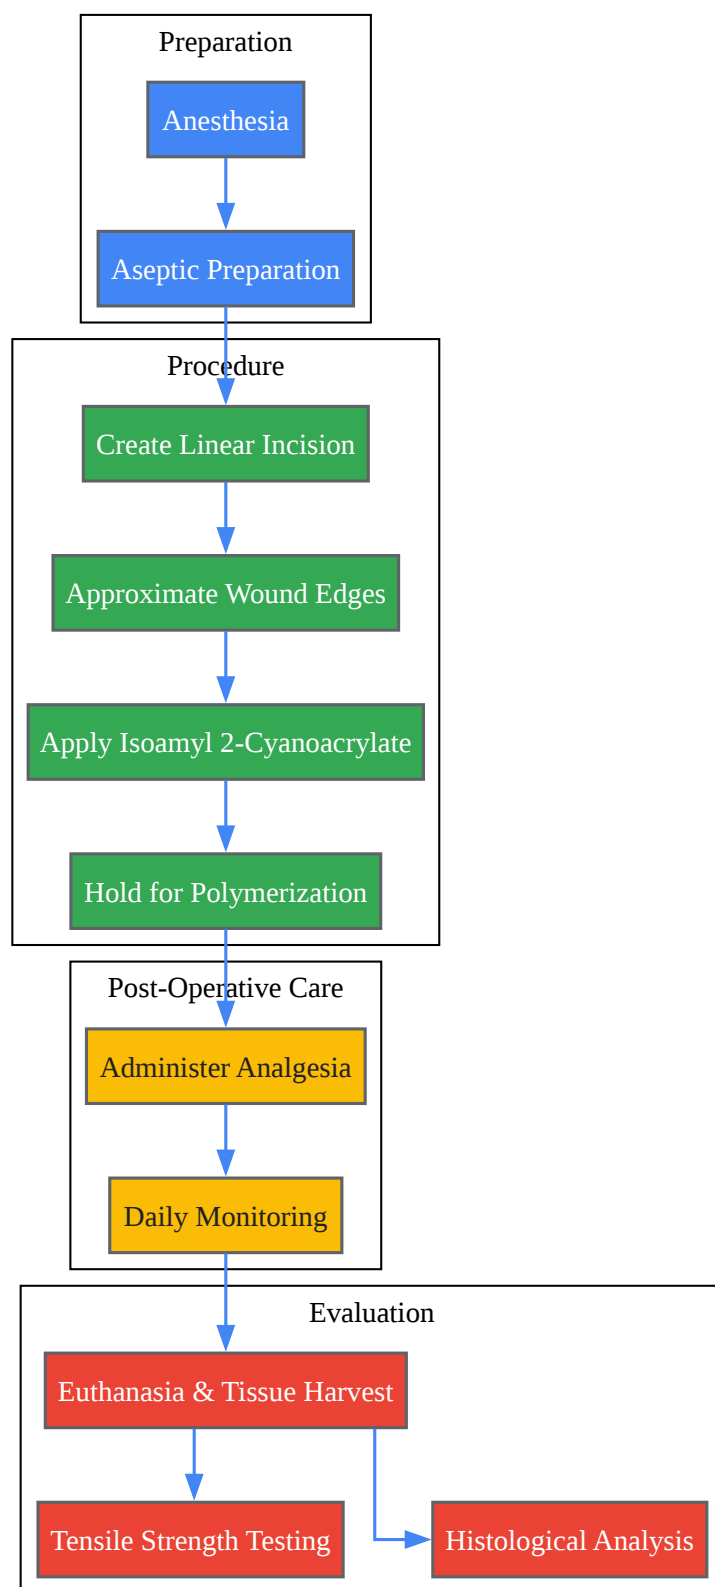 Preparation
Anesthesia
Aseptic Preparation
Procedure
Create Linear Incision
Approximate Wound Edges
Apply Isoamyl 2-Cyanoacrylate
Hold for Polymerization
Post-Operative Care
Administer Analgesia
Daily Monitoring
Evaluation
Euthanasia & Tissue Harvest
Tensile Strength Testing
Histological Analysis